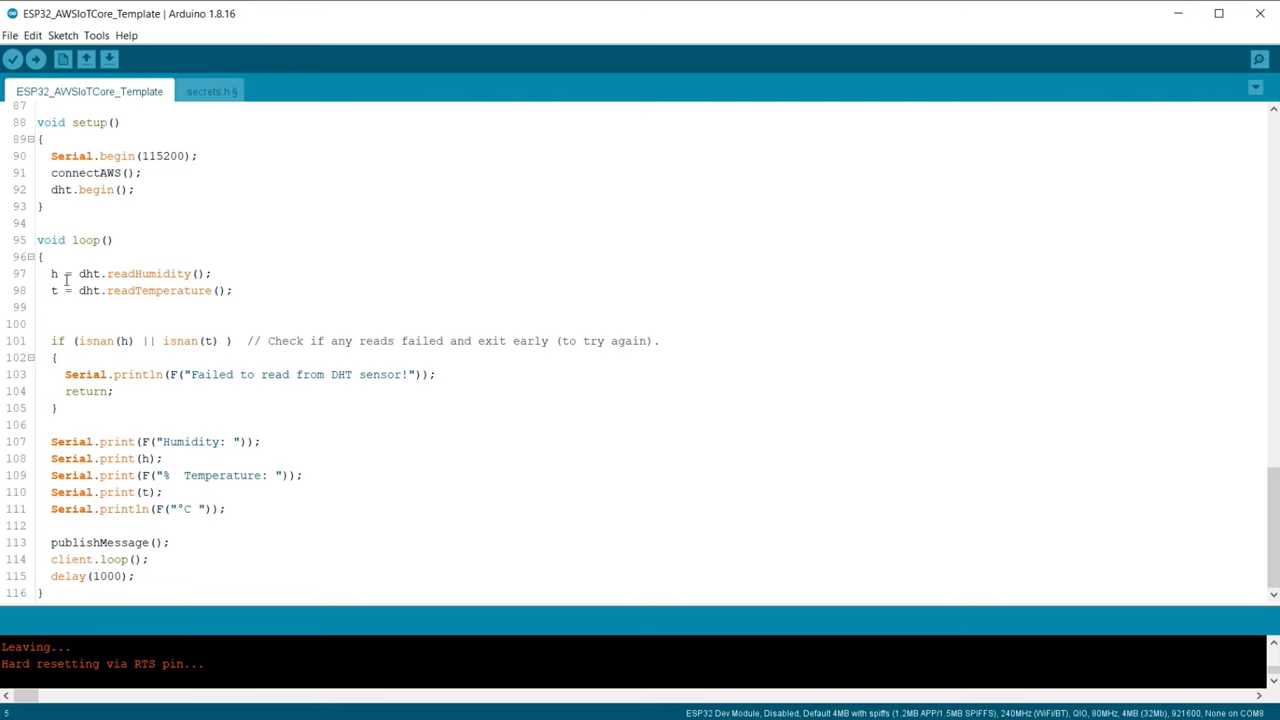 ESP32_AWSIoTCore_Template | Arduino 1.8.16
File Edit Sketch Tools Help
ESP32_AWSIoTCore_Template secrets h §
87
88 void setup()
89 {
90 Serial.begin(115200);
91 connectAWS();
92 dht.begin();
93 }
94
95 void loop()
96 {
97 h = dht.readHumidity();
98 t = dht.readTemperature();
99
100
101 if (isnan(h) || isnan(t) ) // Check if any reads failed and exit early (to try again).
102 {
103 Serial.println(F("Failed to read from DHT sensor!"));
104 return;
105 }
106
107 Serial.print(F("Humidity: "));
108 Serial.print(h);
109 Serial.print(F("%  Temperature: "));
110 Serial.print(t);
111 Serial.println(F("°C "));
112
113 publishMessage();
114 client.loop();
115 delay(1000);
116 }
Leaving...
Hard resetting via RTS pin...
5 ESP32 Dev Module, Disabled, Default 4MB with spiffs (1.2MB APP/1.5MB SPIFFS), 240MHz (WiFi/BT), QIO, 80MHz, 4MB (32Mb), 921600, None on COM8